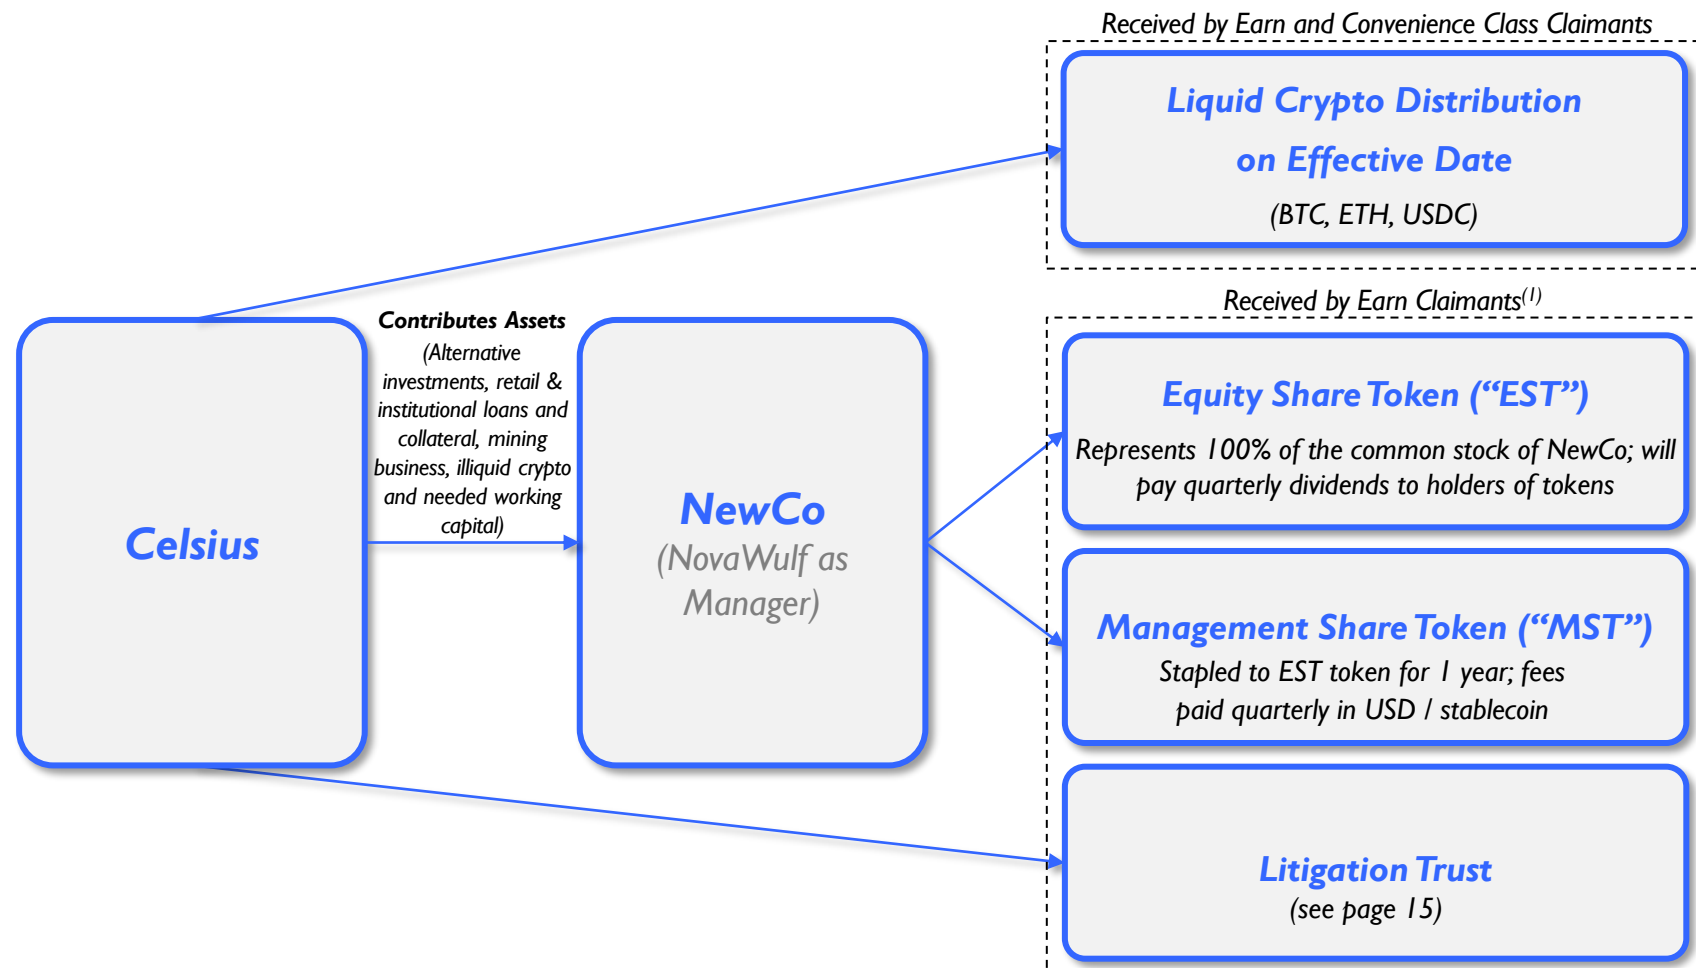 Received by Earn and Convenience Class Claimants
Liquid Crypto Distribution
on Effective Date
(BTC, ETH, USDC)
Received by Earn Claimants(1)
Celsius
Contributes Assets
(Alternative
investments, retail &
institutional loans and
collateral, mining
business, illiquid crypto
and needed working
capital)
NewCo
(NovaWulf as
Manager)
Equity Share Token (“EST”)
Represents 100% of the common stock of NewCo; will
pay quarterly dividends to holders of tokens
Management Share Token (“MST”)
Stapled to EST token for 1 year; fees
paid quarterly in USD / stablecoin
Litigation Trust
(see page 15)